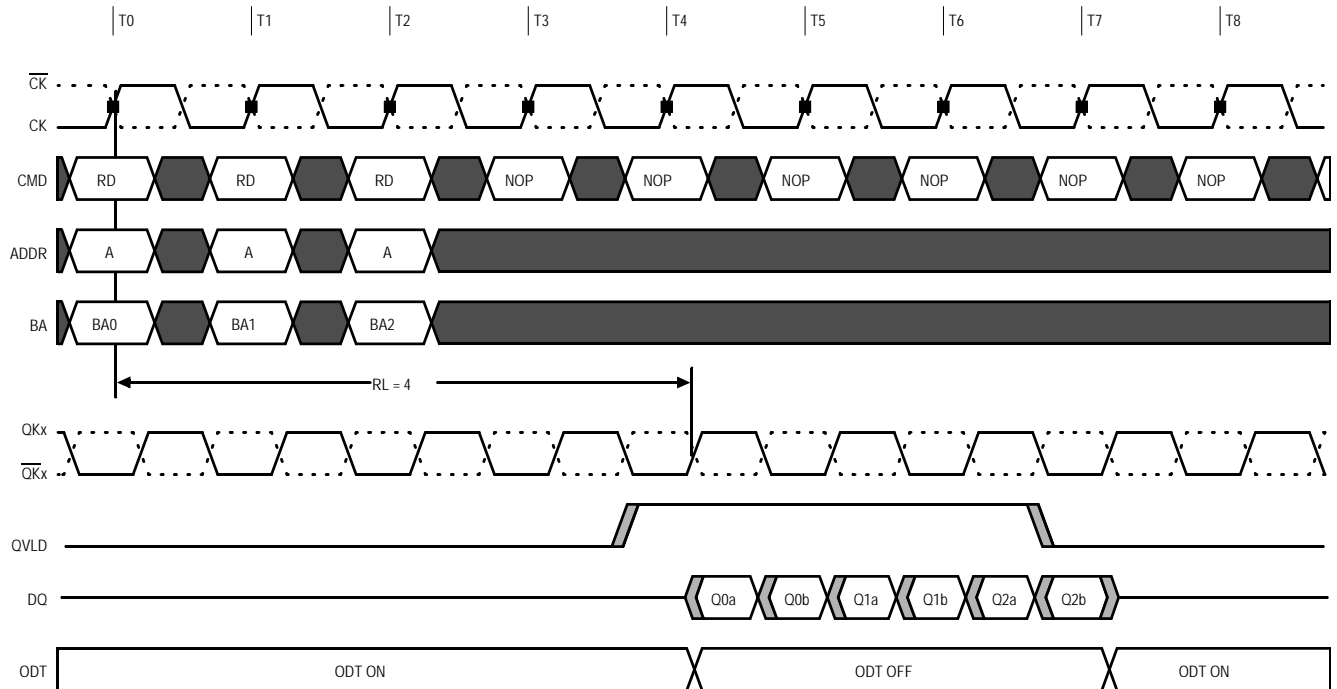 T0 T1 T2 T3 T4 T5 T6 T7 T8
C̅K̅
CK
CMD RD RD RD NOP NOP NOP NOP NOP NOP
ADDR A A A
BA BA0 BA1 BA2
RL = 4
QKx
Q̅K̅x
QVLD
DQ Q0a Q0b Q1a Q1b Q2a Q2b
ODT ODT ON ODT OFF ODT ON